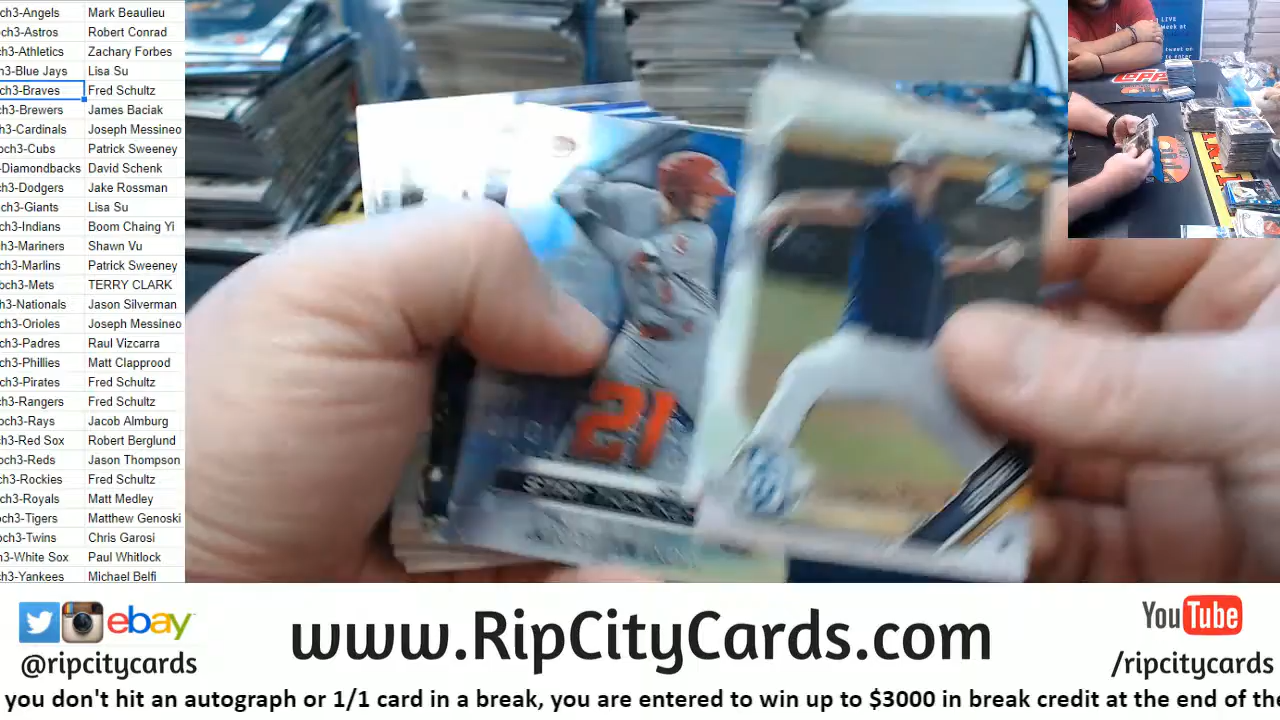 ch3-Angels Mark Beaulieu
ch3-Astros Robert Conrad
ch3-Athletics Zachary Forbes
ch3-Blue Jays Lisa Su
ch3-Braves Fred Schultz
ch3-Brewers James Baciak
ch3-Cardinals Joseph Messineo
och3-Cubs Patrick Sweeney
-Diamondbacks David Schenk
ch3-Dodgers Jake Rossman
ch3-Giants Lisa Su
ch3-Indians Boom Chaing Yi
ch3-Mariners Shawn Vu
ch3-Marlins Patrick Sweeney
och3-Mets TERRY CLARK
ch3-Nationals Jason Silverman
ch3-Orioles Joseph Messineo
ch3-Padres Raul Vizcarra
ch3-Phillies Matt Clapprood
ch3-Pirates Fred Schultz
ch3-Rangers Fred Schultz
och3-Rays Jacob Almburg
ch3-Red Sox Robert Berglund
och3-Reds Jason Thompson
ch3-Rockies Fred Schultz
ch3-Royals Matt Medley
ch3-Tigers Matthew Genoski
och3-Twins Chris Garosi
h3-White Sox Paul Whitlock
ch3-Yankees Michael Belfi
21
ebay
@ripcitycards
www.RipCityCards.com
YouTube
/ripcitycards
you don't hit an autograph or 1/1 card in a break, you are entered to win up to $3000 in break credit at the end of the